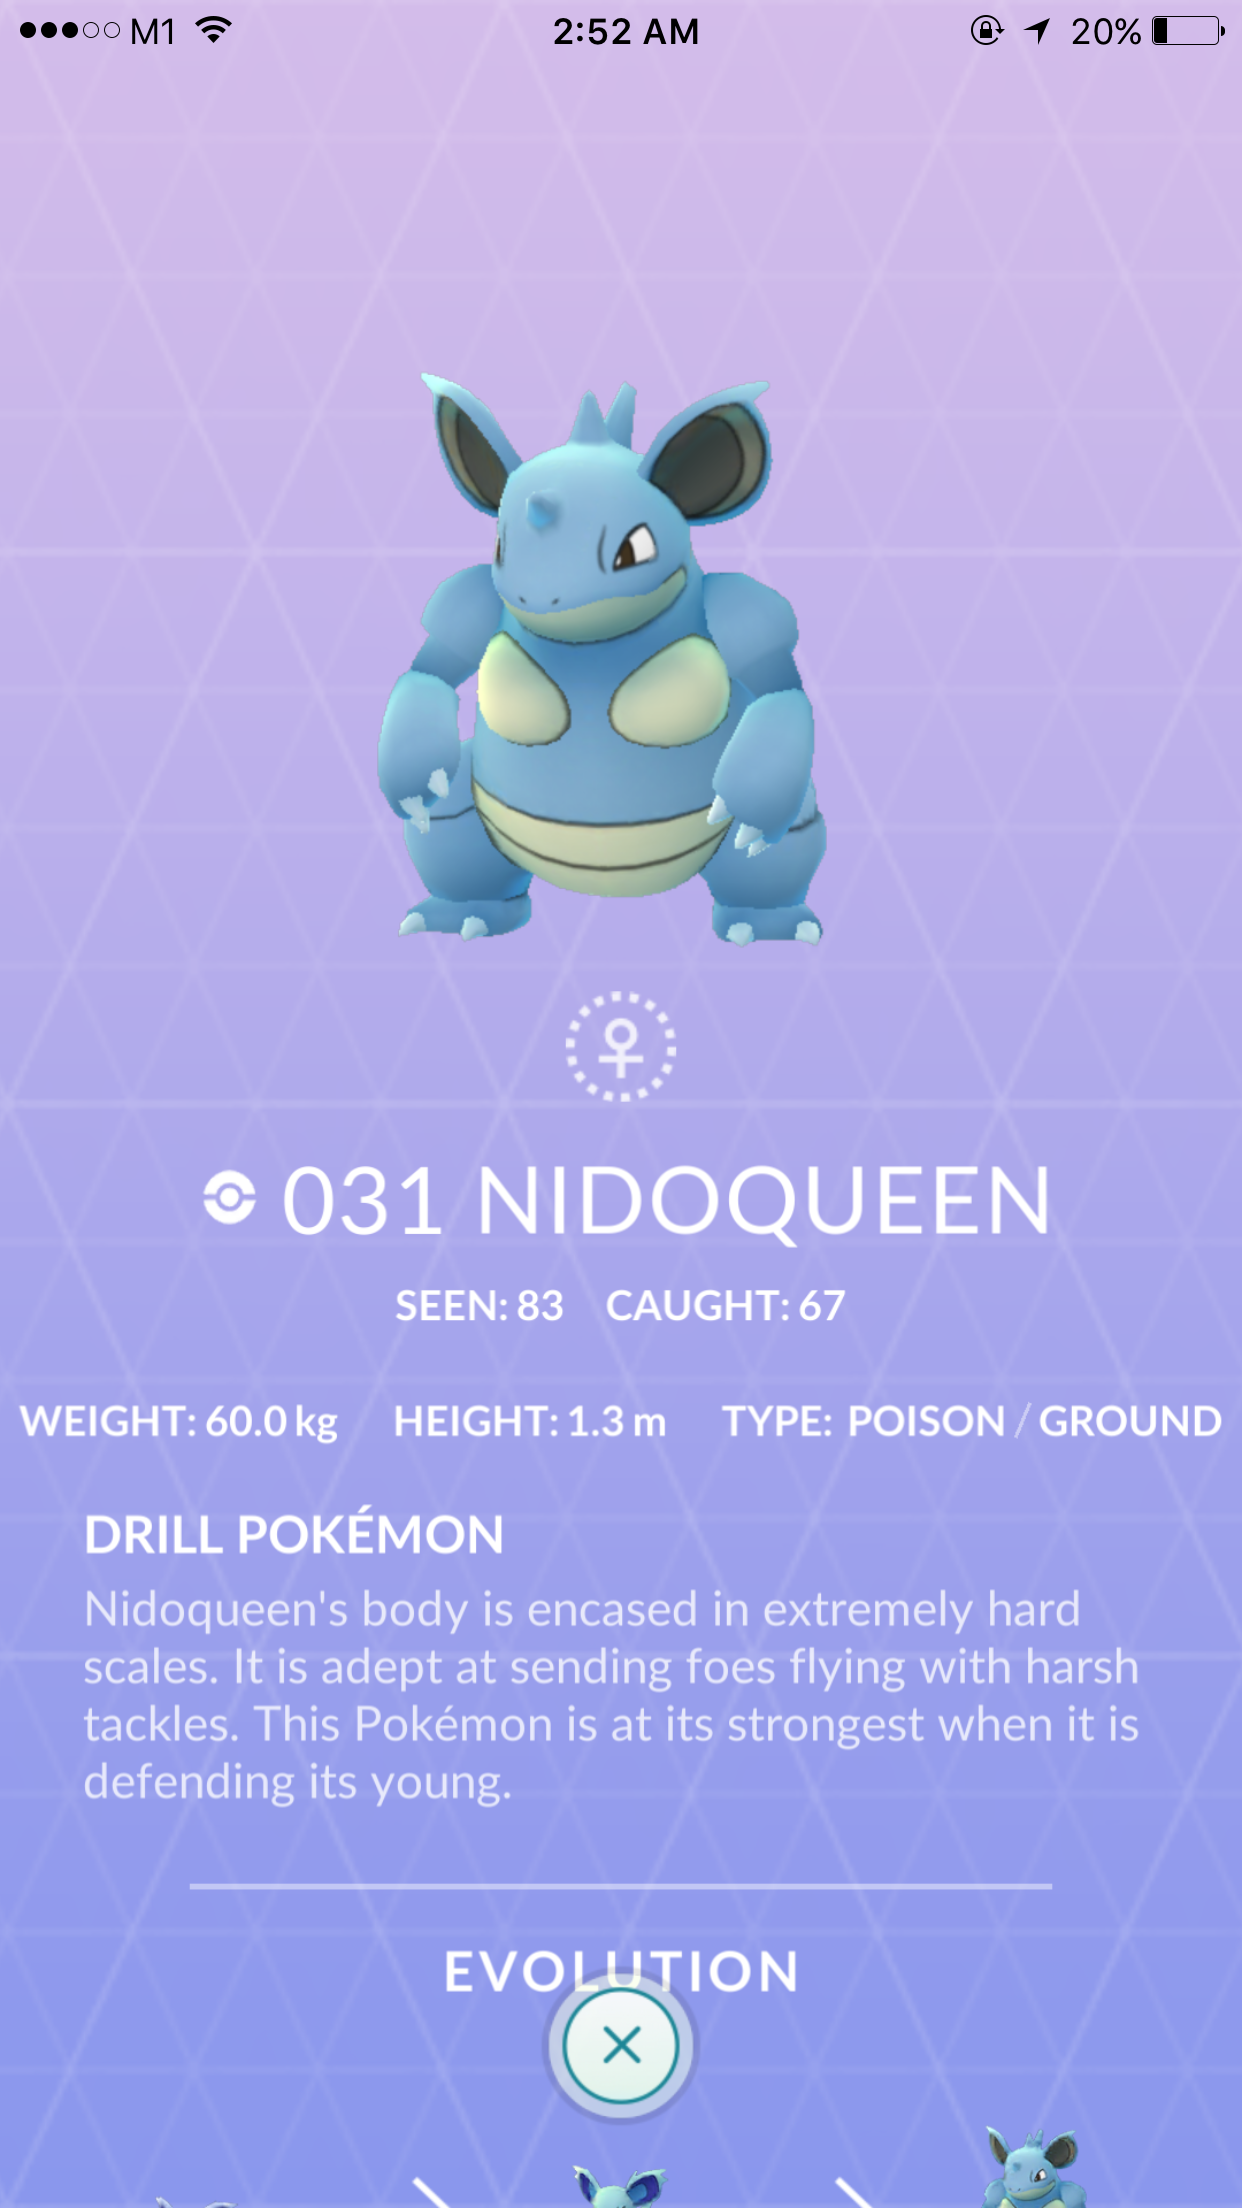 M1 2:52 AM 20%
031 NIDOQUEEN
SEEN: 83 CAUGHT: 67
WEIGHT: 60.0 kg HEIGHT: 1.3 m TYPE: POISON / GROUND
DRILL POKÉMON
Nidoqueen's body is encased in extremely hard
scales. It is adept at sending foes flying with harsh
tackles. This Pokémon is at its strongest when it is
defending its young.
EVOLUTION